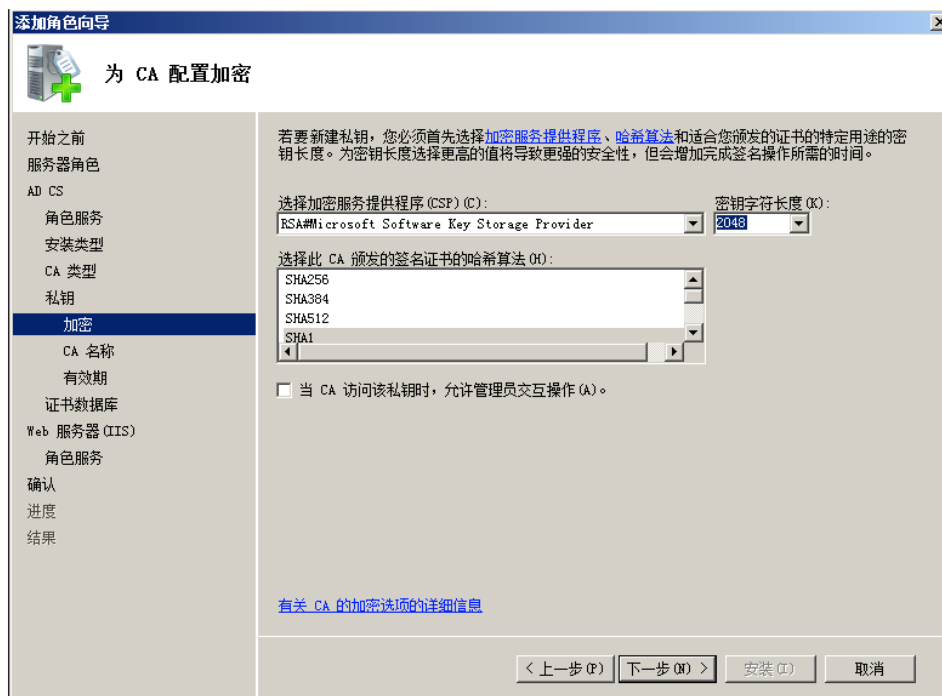 添加角色向导
为 CA 配置加密
开始之前
服务器角色
AD CS
角色服务
安装类型
CA 类型
私钥
加密
CA 名称
有效期
证书数据库
Web 服务器(IIS)
角色服务
确认
进度
结果
若要新建私钥，您必须首先选择加密服务提供程序、哈希算法和适合您颁发的证书的特定用途的密
钥长度。为密钥长度选择更高的值将导致更强的安全性，但会增加完成签名操作所需的时间。
选择加密服务提供程序(CSP)(C):
RSA#Microsoft Software Key Storage Provider
密钥字符长度(K):
2048
选择此 CA 颁发的签名证书的哈希算法(H):
SHA256
SHA384
SHA512
SHA1
当 CA 访问该私钥时，允许管理员交互操作(A)。
有关 CA 的加密选项的详细信息
< 上一步(P)
下一步(N) >
安装(I)
取消